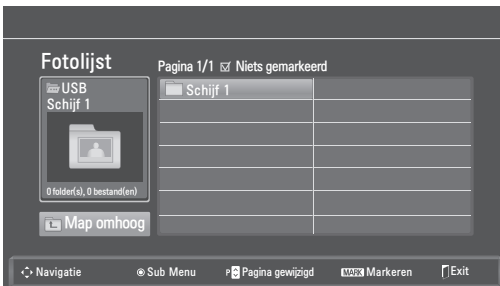 Fotolijst
Pagina 1/1 Niets gemarkeerd
USB
Schijf 1
Schijf 1
0 folder(s), 0 bestand(en)
Map omhoog
Navigatie Sub Menu P Pagina gewijzigd MARK Markeren Exit